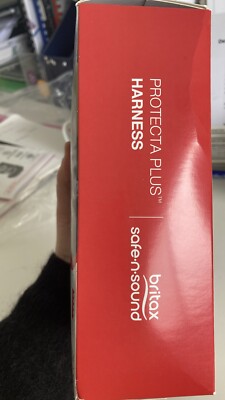 PROTECTA PLUS™
HARNESS
britax
safe·n·sound